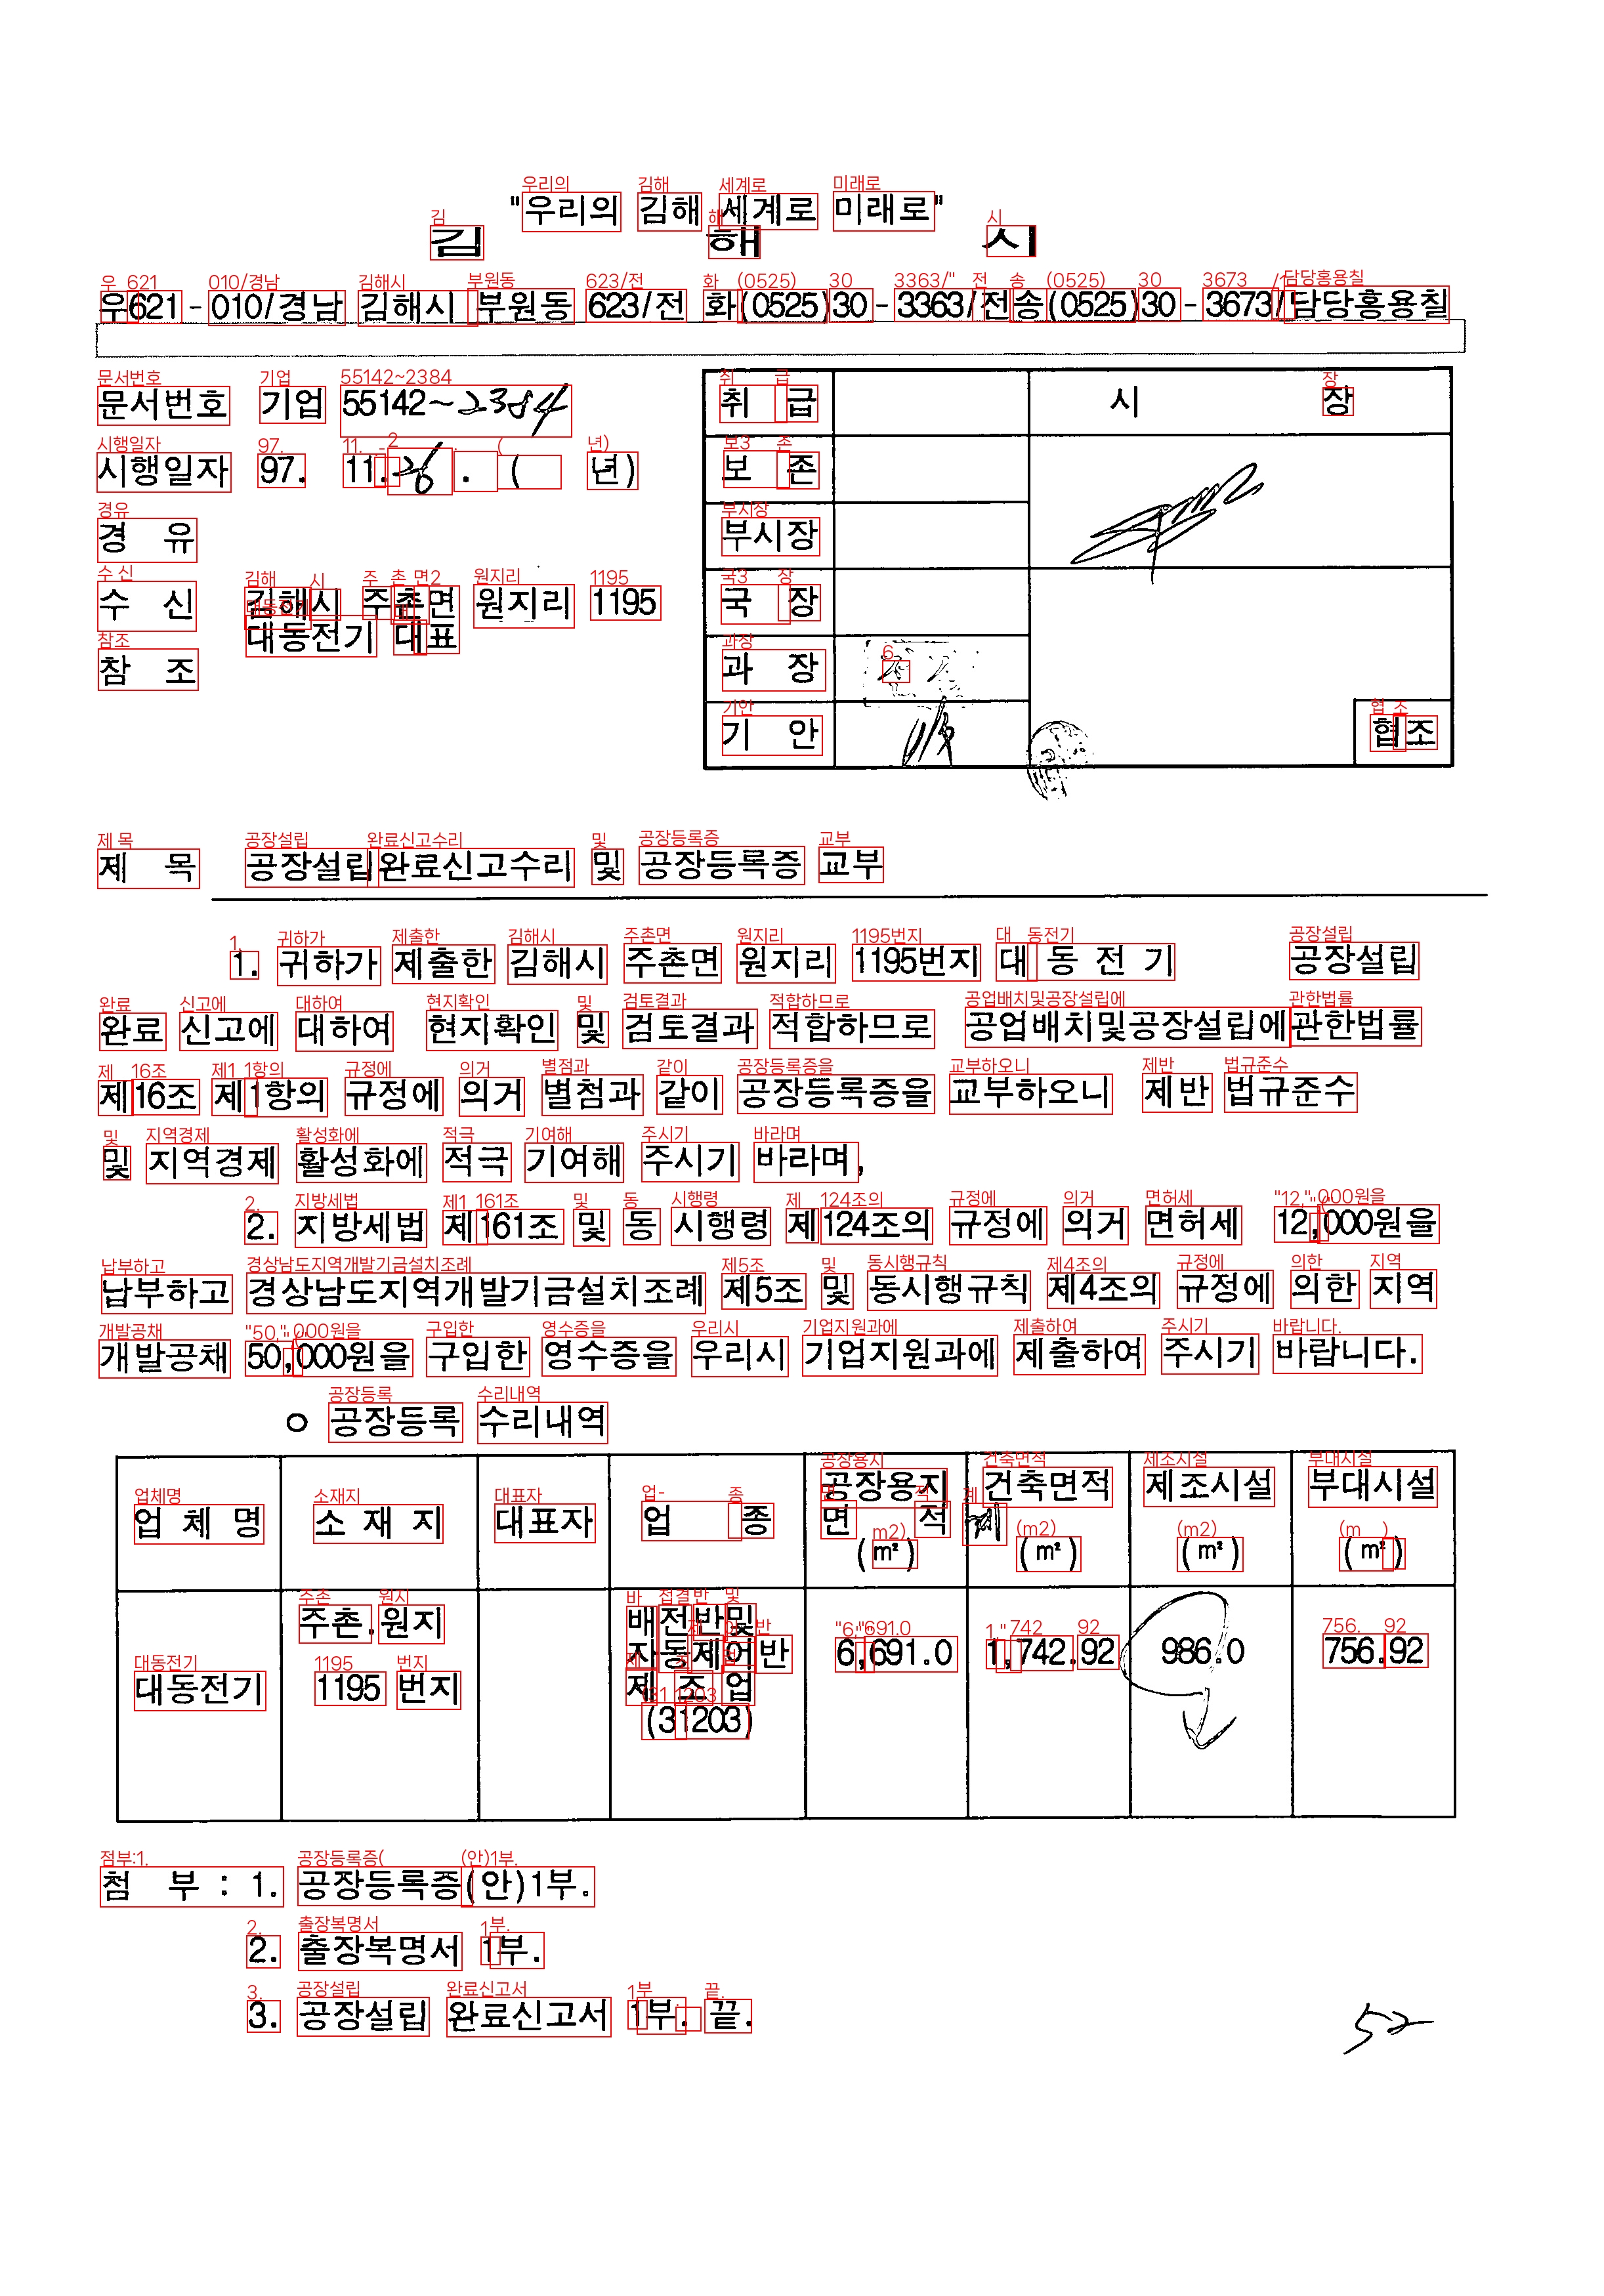 "우리의 김해 세계로 미래로"
김 해 시
우621-010/경남 김해시 부원동 623/전 화(0525)30-3363/전송(0525)30-3673/담당홍용칠
문서번호 기업 55142~2384
시행일자 97. 11. 26 . ( 년)
경 유
수 신 김해시 주촌면 원지리 1195
대동전기 대표
참 조
취 급 시 장
보 존
부시장
국 장
과 장
기 안
협조
제 목 공장설립완료신고수리 및 공장등록증 교부
1. 귀하가 제출한 김해시 주촌면 원지리 1195번지 대 동 전 기 공장설립
완료 신고에 대하여 현지확인 및 검토결과 적합하므로 공업배치및공장설립에관한법률
제16조 제1항의 규정에 의거 별첨과 같이 공장등록증을 교부하오니 제반 법규준수
및 지역경제 활성화에 적극 기여해 주시기 바라며,
2. 지방세법 제161조 및 동 시행령 제124조의 규정에 의거 면허세 12,000원을
납부하고 경상남도지역개발기금설치조례 제5조 및 동시행규칙 제4조의 규정에 의한 지역
개발공채 50,000원을 구입한 영수증을 우리시 기업지원과에 제출하여 주시기 바랍니다.
ㅇ 공장등록 수리내역
업 체 명 소 재 지 대표자 업 종 공장용지 면 적 (㎡) 건축면적 계 (㎡) 제조시설 (㎡) 부대시설 (㎡)
대동전기 주촌.원지 1195 번지 배전반및 자동제어반 제 조 업 (31203) 6,691.0 1,742.92 986.0 756.92
첨 부 : 1. 공장등록증(안)1부.
2. 출장복명서 1부.
3. 공장설립 완료신고서 1부. 끝.
52